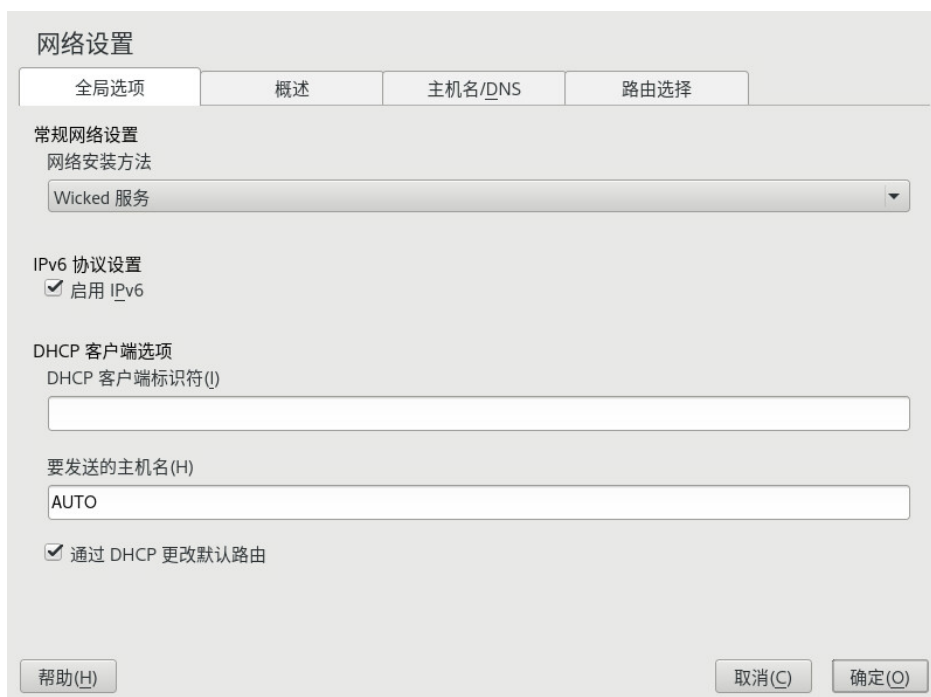 网络设置
全局选项
概述
主机名/DNS
路由选择
常规网络设置
网络安装方法
Wicked 服务
IPv6 协议设置
启用 IPv6
DHCP 客户端选项
DHCP 客户端标识符(I)
要发送的主机名(H)
AUTO
通过 DHCP 更改默认路由
帮助(H)
取消(C)
确定(O)